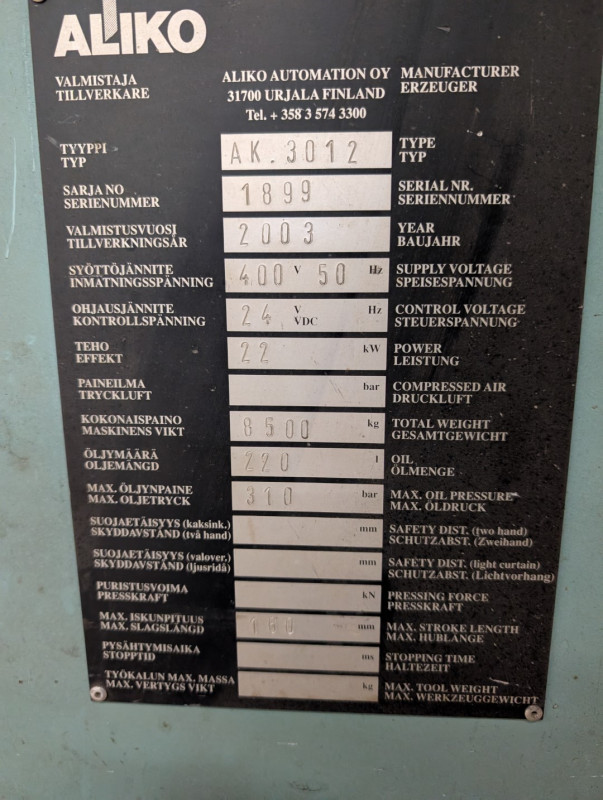 ALIKO
VALMISTAJA ALIKO AUTOMATION OY MANUFACTURER
TILLVERKARE 31700 URJALA FINLAND ERZEUGER
Tel. + 358 3 574 3300
TYYPPI AK.3012 TYPE
TYP TYP
SARJA NO 1899 SERIAL NR.
SERIENUMMER SERIENNUMMER
VALMISTUSVUOSI 2003 YEAR
TILLVERKNINGSÅR BAUJAHR
SYÖTTÖJÄNNITE 400 V 50 Hz SUPPLY VOLTAGE
INMATNINGSSPÄNNING SPEISESPANNUNG
OHJAUSJÄNNITE 24 V Hz CONTROL VOLTAGE
KONTROLLSPÄNING VDC STEUERSPANNUNG
TEHO 22 kW POWER
EFFEKT LEISTUNG
PAINEILMA bar COMPRESSED AIR
TRYCKLUFT DRUCKLUFT
KOKONAISPAINO 8500 kg TOTAL WEIGHT
MASKINENS VIKT GESAMTGEWICHT
ÖLJYMÄÄRÄ 220 l OIL
OLJEMÄNGD ÖLMENGE
MAX. ÖLJYNPAINE 310 bar MAX. OIL PRESSURE
MAX. OLJETRYCK MAX. ÖLDRUCK
SUOJAETÄISYYS (kaksink.) mm SAFETY DIST. (two hand)
SKYDDAVSTÅND (två hand) SCHUTZABST. (Zweihand)
SUOJAETÄISYYS (valover.) mm SAFETY DIST. (light curtain)
SKYDDAVSTÅND (ljusridå) SCHUTZABST. (Lichtvorhang)
PURISTUSVOIMA kN PRESSING FORCE
PRESSKRAFT PRESSKRAFT
MAX. ISKUNPITUUS 160 mm MAX. STROKE LENGTH
MAX. SLAGSLÄNGD MAX. HUBLÄNGE
PYSÄHTYMISAIKA ms STOPPING TIME
STOPPTID HALTEZEIT
TYÖKALUN MAX. MASSA kg MAX. TOOL WEIGHT
MAX. VERTYGS VIKT MAX. WERKZEUGGEWICHT